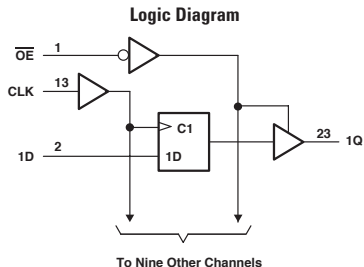 Logic Diagram
OE 1
CLK 13
C1
23
1Q
1D 2
1D
To Nine Other Channels